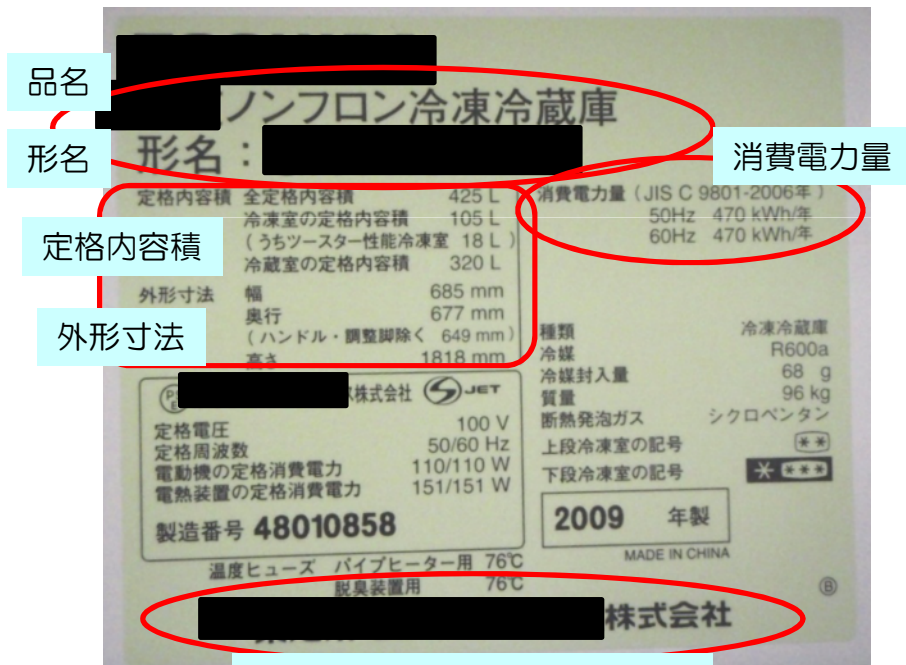 品名
ノンフロン冷凍冷蔵庫
形名
形名:
消費電力量
定格内容積 全定格内容積 425 L
冷凍室の定格内容積 105 L
(うちツースター性能冷凍室 18 L)
冷蔵室の定格内容積 320 L
定格内容積
外形寸法 幅 685 mm
奥行 677 mm
(ハンドル・調整脚除く 649 mm)
高さ 1818 mm
外形寸法
消費電力量(JIS C 9801-2006年)
50Hz 470 kWh/年
60Hz 470 kWh/年
種類 冷凍冷蔵庫
冷媒 R600a
冷媒封入量 68 g
質量 96 kg
断熱発泡ガス シクロペンタン
上段冷凍室の記号 **
下段冷凍室の記号 * ***
株式会社 JET
定格電圧 100 V
定格周波数 50/60 Hz
電動機の定格消費電力 110/110 W
電熱装置の定格消費電力 151/151 W
製造番号 48010858
2009 年製
MADE IN CHINA
温度ヒューズ パイプヒーター用 76℃
脱臭装置用 76℃
Ⓑ
株式会社